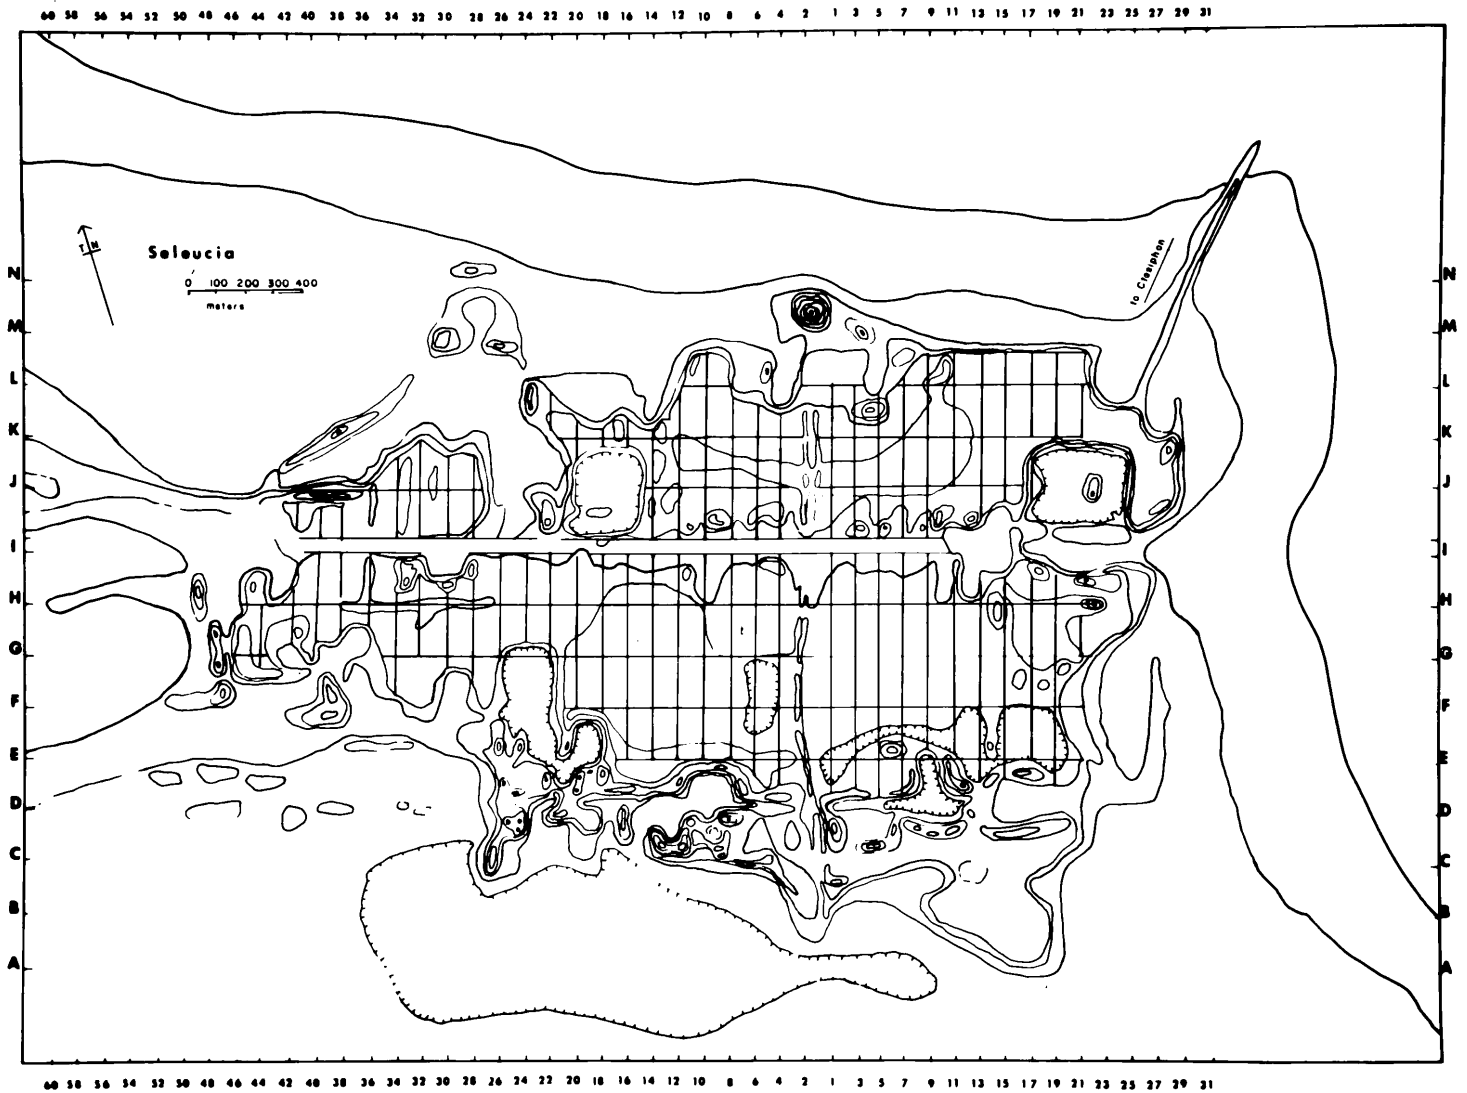 60 58 56 54 52 50 48 46 44 42 40 38 36 34 32 30 28 26 24 22 20 18 16 14 12 10 8 6 4 2 1 3 5 7 9 11 13 15 17 19 21 23 25 27 29 31
T N
Seleucia
0 100 200 300 400
meters
to Ctesiphon
N N
M M
L L
K K
J J
I I
H H
G G
F F
E E
D D
C C
B B
A A
60 58 56 54 52 50 48 46 44 42 40 38 36 34 32 30 28 26 24 22 20 18 16 14 12 10 8 6 4 2 1 3 5 7 9 11 13 15 17 19 21 23 25 27 29 31